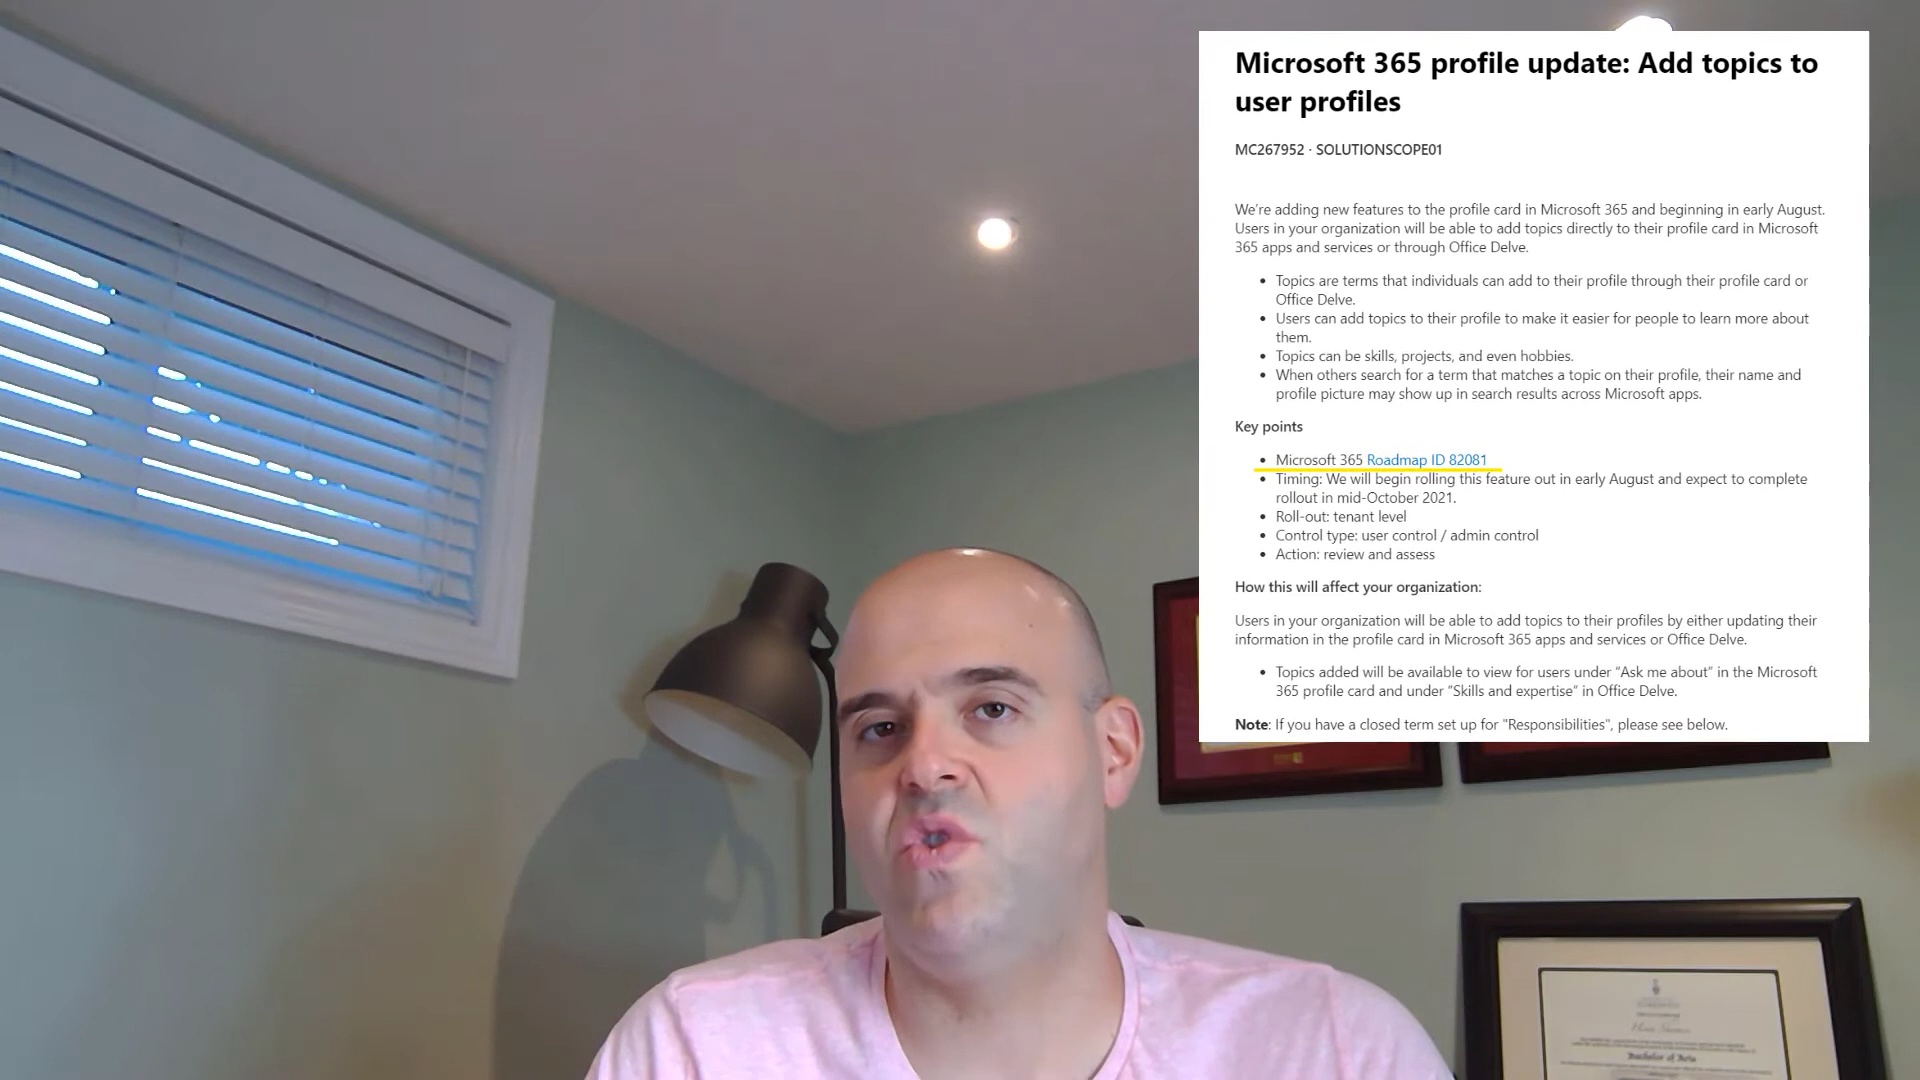 Microsoft 365 profile update: Add topics to
user profiles
MC267952 · SOLUTIONSCOPE01
We're adding new features to the profile card in Microsoft 365 and beginning in early August.
Users in your organization will be able to add topics directly to their profile card in Microsoft
365 apps and services or through Office Delve.
• Topics are terms that individuals can add to their profile through their profile card or
Office Delve.
• Users can add topics to their profile to make it easier for people to learn more about
them.
• Topics can be skills, projects, and even hobbies.
• When others search for a term that matches a topic on their profile, their name and
profile picture may show up in search results across Microsoft apps.
Key points
• Microsoft 365 Roadmap ID 82081
• Timing: We will begin rolling this feature out in early August and expect to complete
rollout in mid-October 2021.
• Roll-out: tenant level
• Control type: user control / admin control
• Action: review and assess
How this will affect your organization:
Users in your organization will be able to add topics to their profiles by either updating their
information in the profile card in Microsoft 365 apps and services or Office Delve.
• Topics added will be available to view for users under “Ask me about” in the Microsoft
365 profile card and under “Skills and expertise” in Office Delve.
Note: If you have a closed term set up for "Responsibilities", please see below.
Bachelor of Arts